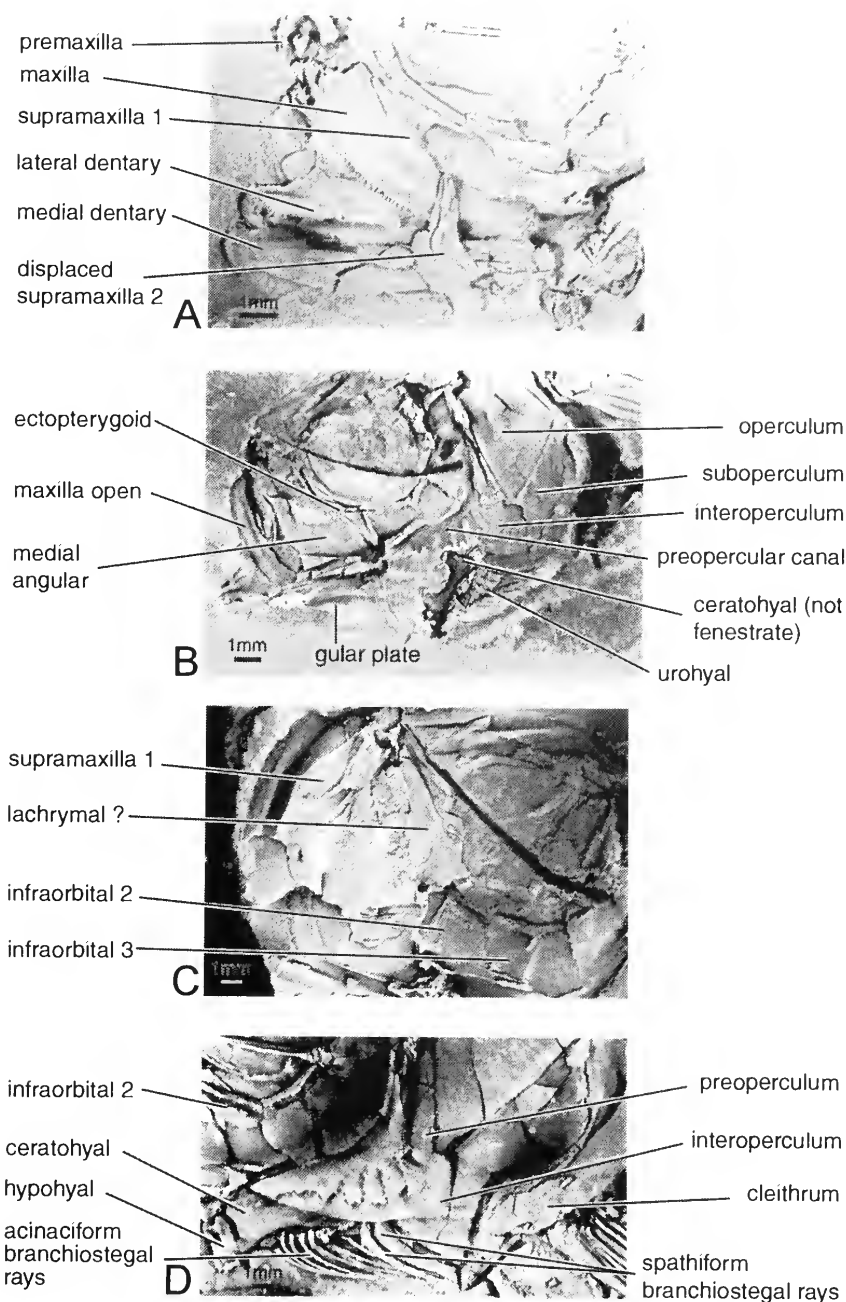 premaxilla
maxilla
supramaxilla 1
lateral dentary
medial dentary
displaced
supramaxilla 2
A
1mm
ectopterygoid
maxilla open
medial
angular
B
1mm
gular plate
operculum
suboperculum
interoperculum
preopercular canal
ceratohyal (not
fenestrate)
urohyal
supramaxilla 1
lachrymal ?
infraorbital 2
infraorbital 3
C
1mm
infraorbital 2
ceratohyal
hypohyal
acinaciform
branchiostegal
rays
D
1mm
preoperculum
interoperculum
cleithrum
spathiform
branchiostegal rays